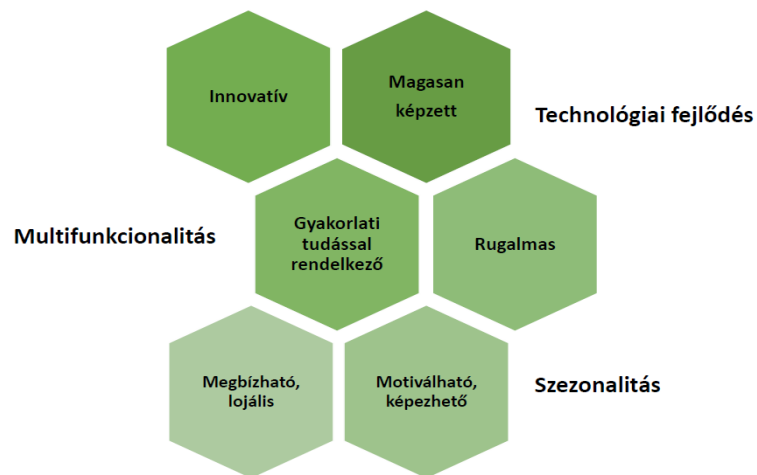 Innovatív
Magasan
képzett
Technológiai fejlődés
Multifunkcionalitás
Gyakorlati
tudással
rendelkező
Rugalmas
Megbízható,
lojális
Motiválható,
képezhető
Szezonalitás